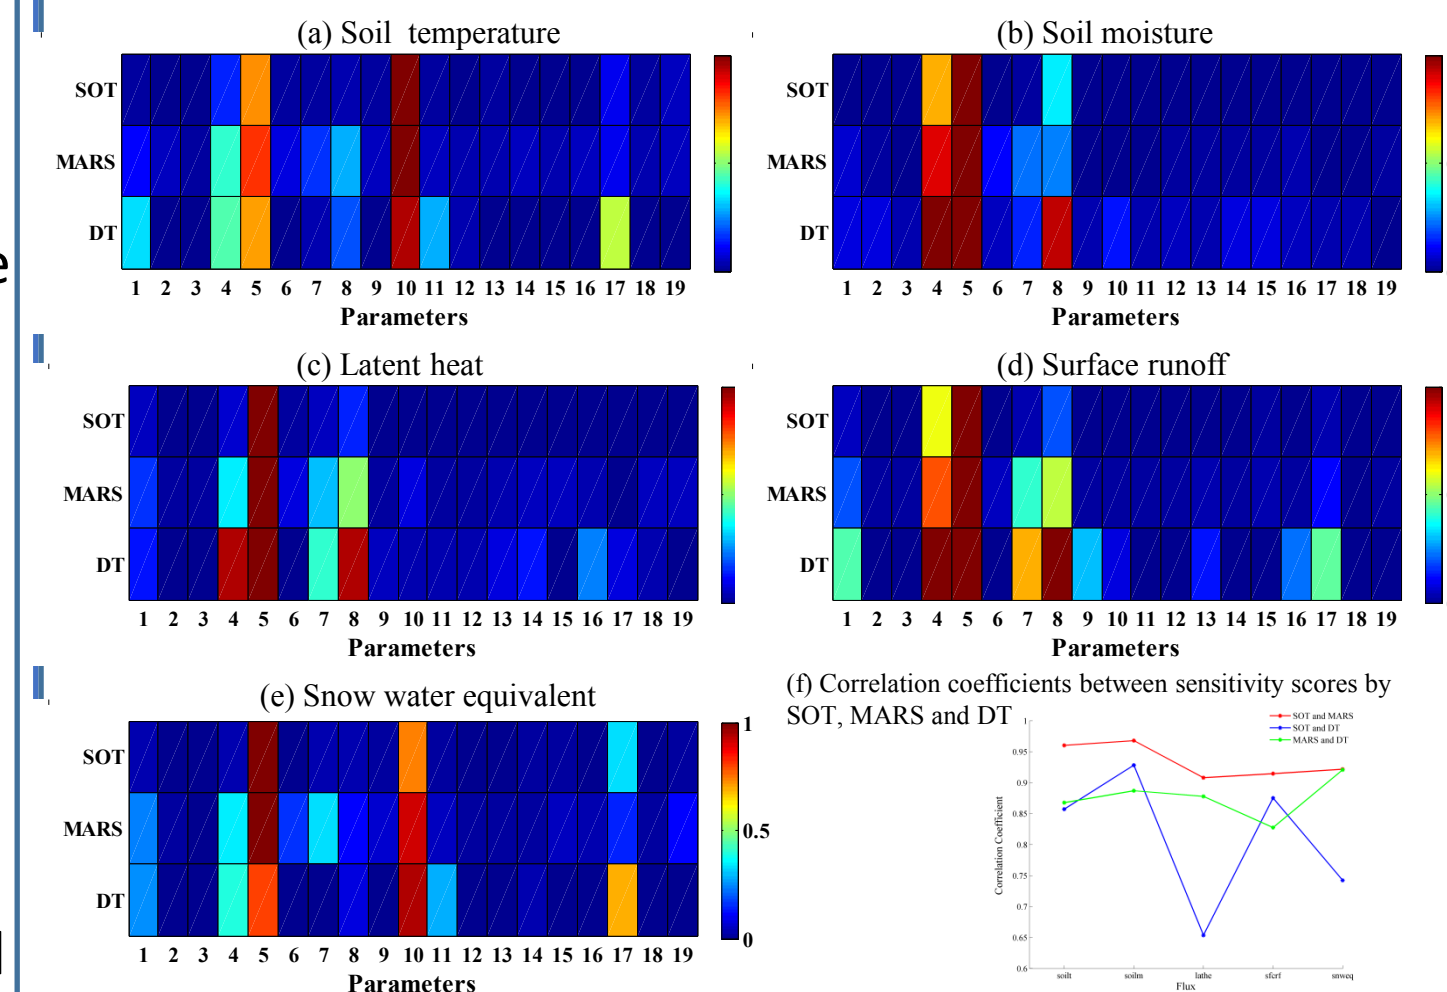 (a) Soil temperature
SOT
MARS
DT
1 2 3 4 5 6 7 8 9 10 11 12 13 14 15 16 17 18 19
Parameters
(b) Soil moisture
SOT
MARS
DT
1 2 3 4 5 6 7 8 9 10 11 12 13 14 15 16 17 18 19
Parameters
(c) Latent heat
SOT
MARS
DT
1 2 3 4 5 6 7 8 9 10 11 12 13 14 15 16 17 18 19
Parameters
(d) Surface runoff
SOT
MARS
DT
1 2 3 4 5 6 7 8 9 10 11 12 13 14 15 16 17 18 19
Parameters
(e) Snow water equivalent
SOT
MARS
DT
1 2 3 4 5 6 7 8 9 10 11 12 13 14 15 16 17 18 19
Parameters
1
0.5
0
(f) Correlation coefficients between sensitivity scores by
SOT, MARS and DT
SOT and MARS
SOT and DT
MARS and DT
1
0.95
0.9
0.85
0.8
0.75
0.7
0.65
0.6
Correlation Coefficient
soilt soilm lathe sfcrf snweq
Flux
e